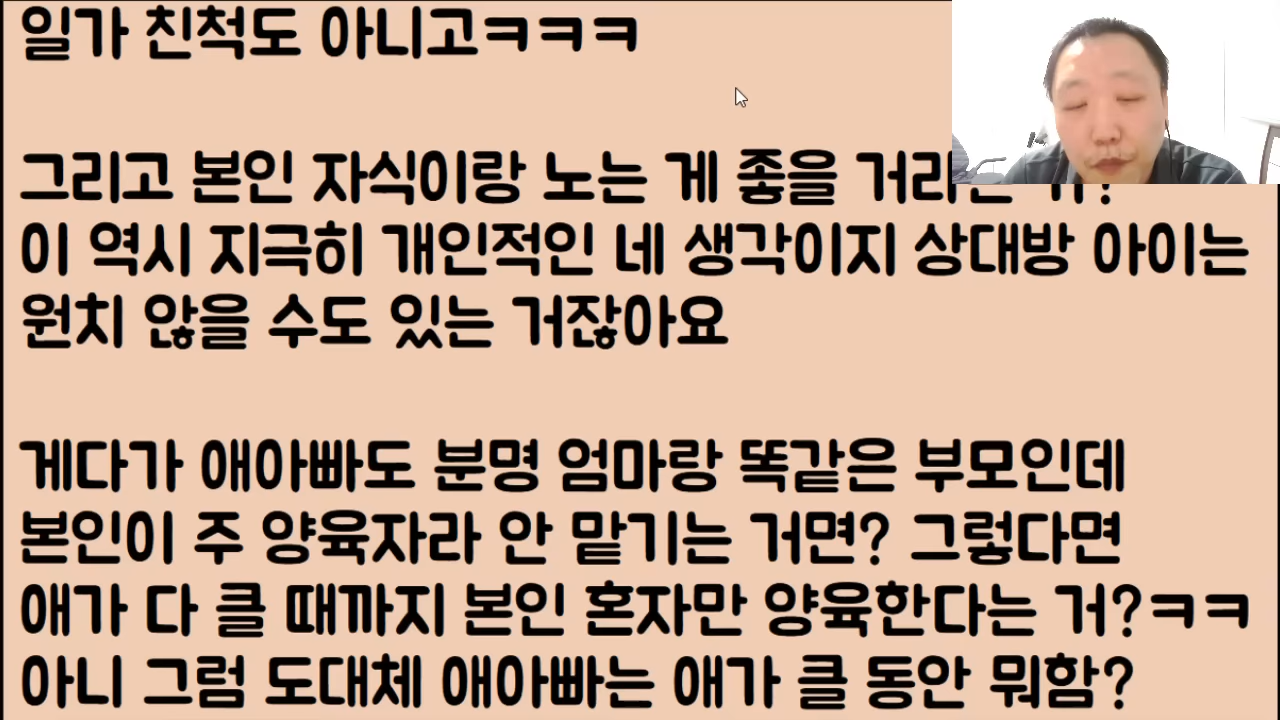 일가 친척도 아니고ㅋㅋㅋ
그리고 본인 자식이랑 노는 게 좋을
이 역시 지극히 개인적인 네 생각이지 상대방 아이는
원치 않을 수도 있는 거잖아요
게다가 애아빠도 분명 엄마랑 똑같은 부모인데
본인이 주 양육자라 안 맡기는 거면? 그렇다면
애가 다 클 때까지 본인 혼자만 양육한다는 거?ㅋㅋ
아니 그럼 도대체 애아빠는 애가 클 동안 뭐함?